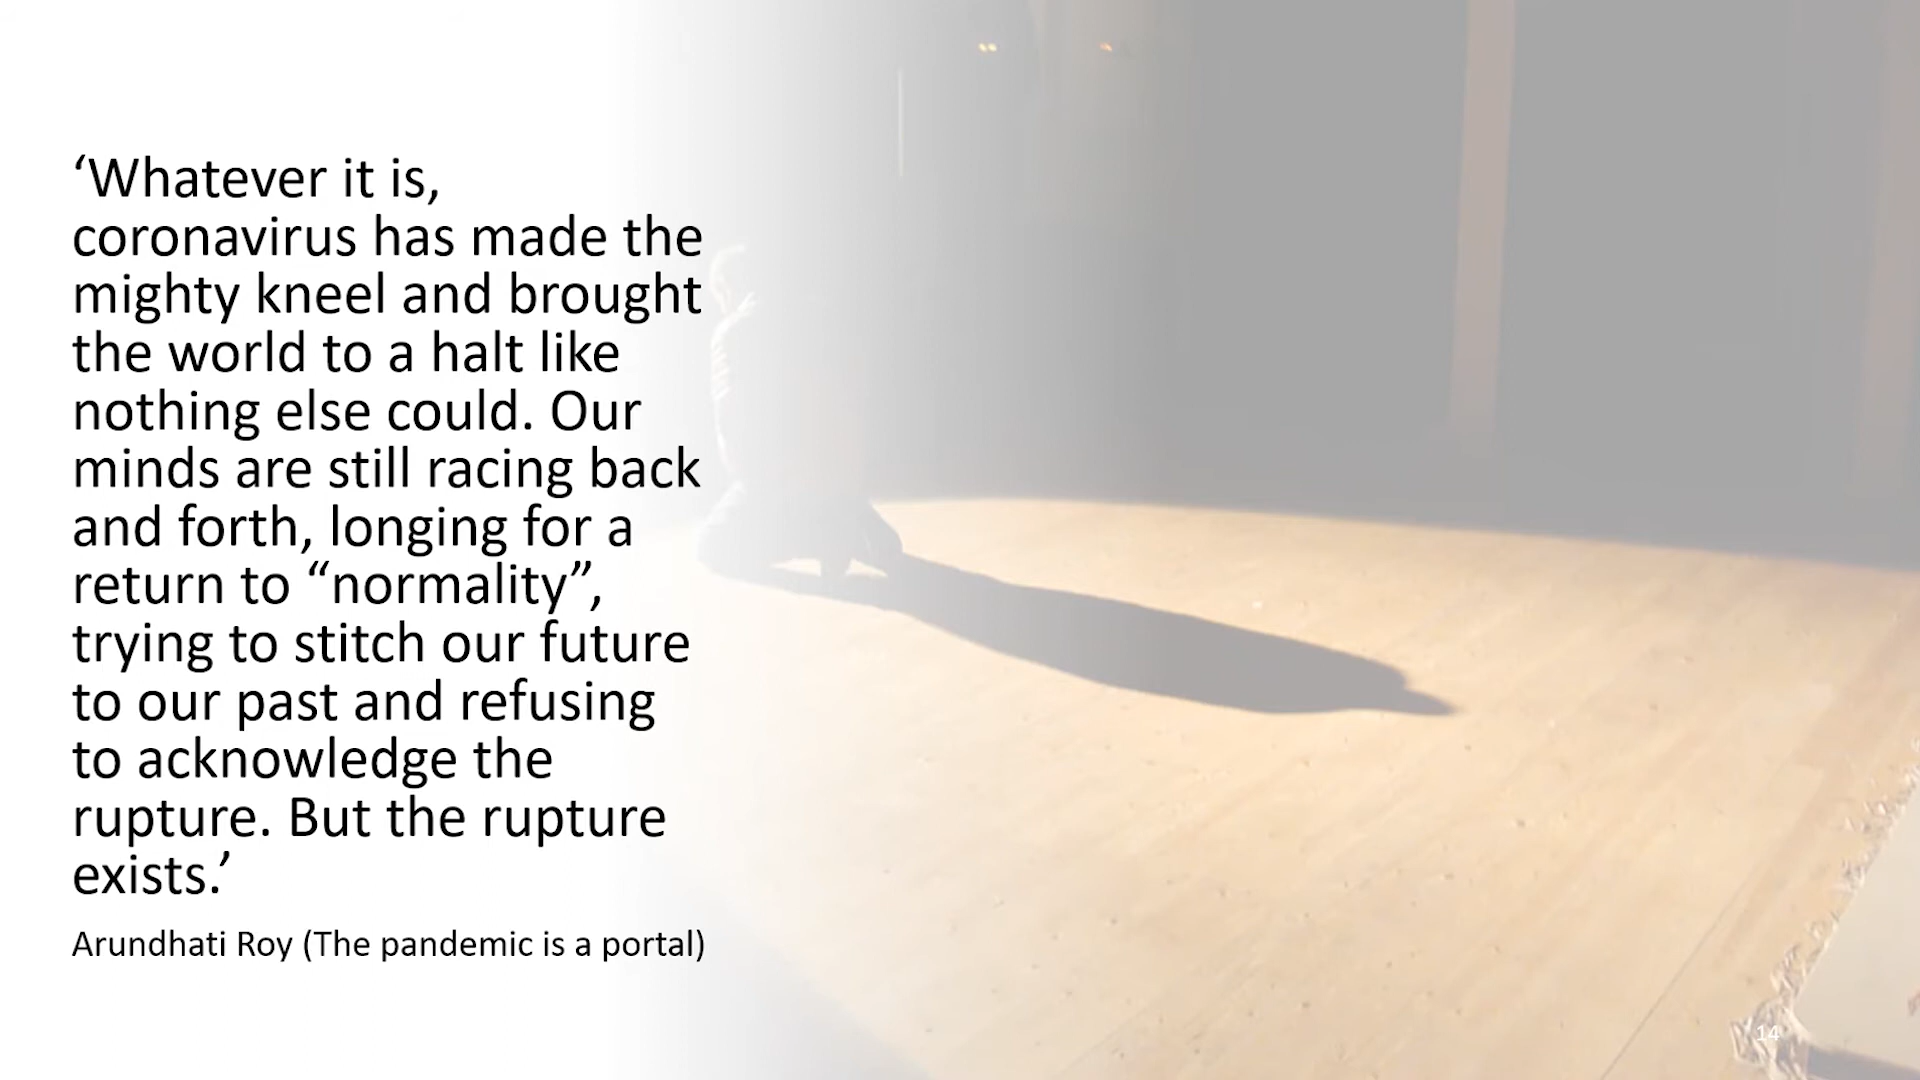 ‘Whatever it is,
coronavirus has made the
mighty kneel and brought
the world to a halt like
nothing else could. Our
minds are still racing back
and forth, longing for a
return to “normality”,
trying to stitch our future
to our past and refusing
to acknowledge the
rupture. But the rupture
exists.’
Arundhati Roy (The pandemic is a portal)
14